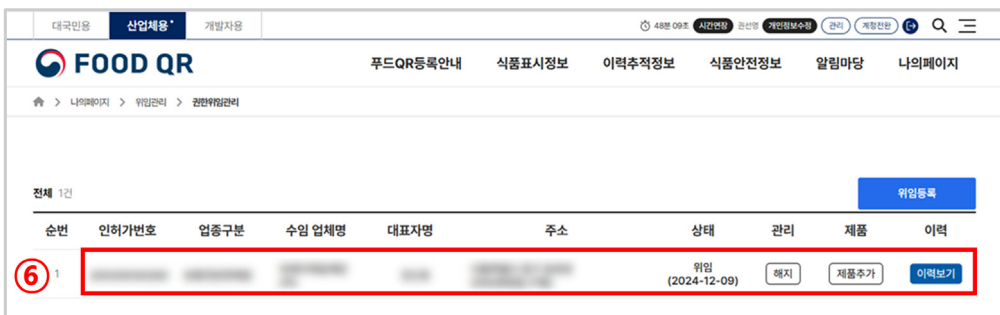 대국민용 산업체용 개발자용 48분 09초 시간연장 권선영 개인정보수정 관리 계정전환
FOOD QR 푸드QR등록안내 식품표시정보 이력추적정보 식품안전정보 알림마당 나의페이지
> 나의페이지 > 위임관리 > 권한위임관리
전체 1건 위임등록
순번 인허가번호 업종구분 수임 업체명 대표자명 주소 상태 관리 제품 이력
⑥ 1 위임 해지 제품추가 이력보기
(2024-12-09)